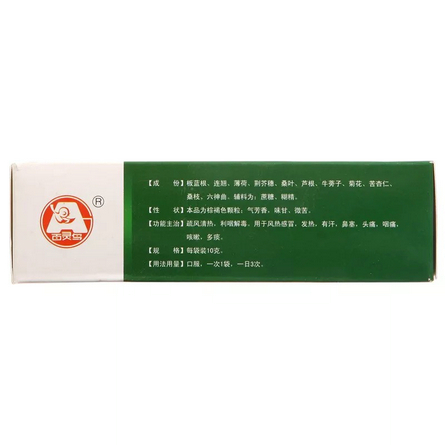 【成    份】板蓝根、连翘、薄荷、荆芥穗、桑叶、芦根、牛蒡子、菊花、苦杏仁、
桑枝、六神曲。辅料为：蔗糖、糊精。
【性    状】本品为棕褐色颗粒，气芳香，味甘、微苦。
【功能主治】疏风清热，利咽解毒。用于风热感冒，发热，有汗，鼻塞，头痛，咽痛，
咳嗽，多痰。
【规    格】每袋装10克。
【用法用量】口服。一次1袋，一日3次。
®